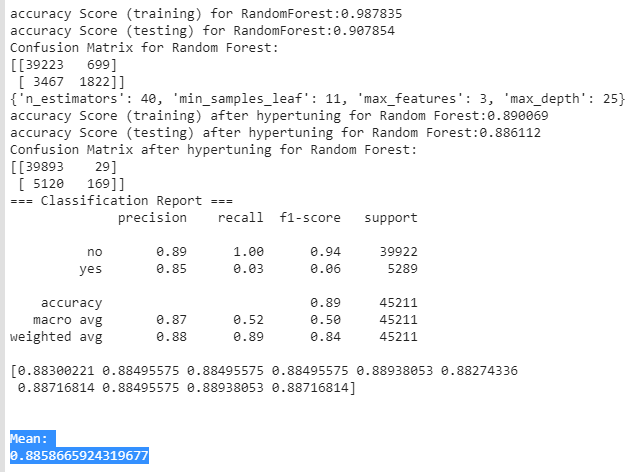 accuracy Score (training) for RandomForest:0.987835
accuracy Score (testing) for RandomForest:0.907854
Confusion Matrix for Random Forest:
[[39223   699]
 [ 3467  1822]]
{'n_estimators': 40, 'min_samples_leaf': 11, 'max_features': 3, 'max_depth': 25}
accuracy Score (training) after hypertuning for Random Forest:0.890069
accuracy Score (testing) after hypertuning for Random Forest:0.886112
Confusion Matrix after hypertuning for Random Forest:
[[39893    29]
 [ 5120   169]]
=== Classification Report ===
              precision    recall  f1-score   support
          no       0.89      1.00      0.94     39922
         yes       0.85      0.03      0.06      5289
    accuracy                           0.89     45211
   macro avg       0.87      0.52      0.50     45211
weighted avg       0.88      0.89      0.84     45211
[0.88300221 0.88495575 0.88495575 0.88495575 0.88938053 0.88274336
 0.88716814 0.88495575 0.88938053 0.88716814]
Mean:
0.8858665924319677